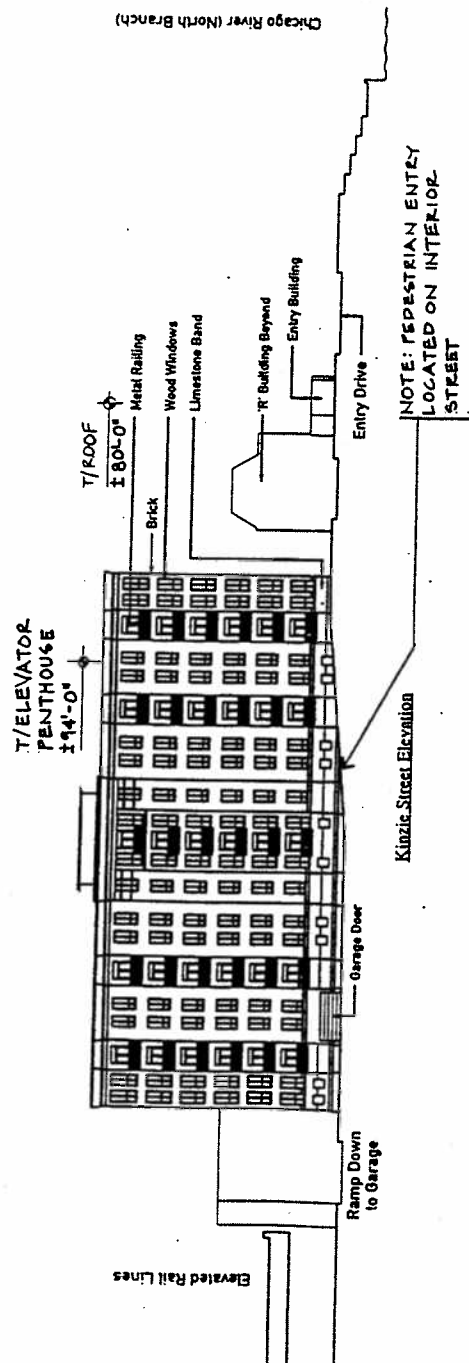 Chicago River (North Branch)
T/ROOF
± 80'-0"
Metal Railing
Brick
Wood Windows
Limestone Band
'R' Building Beyond
Entry Building
Entry Drive
NOTE: PEDESTRIAN ENTRY
LOCATED ON INTERIOR
STREET
T/ELEVATOR
PENTHOUSE
± 94'-0"
Kinzie Street Elevation
Garage Door
Ramp Down
to Garage
Elevated Rail Lines